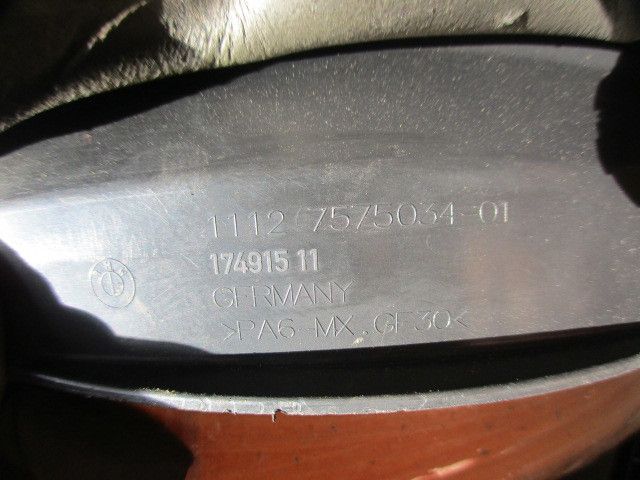 1112 7575034-01
174915 11
GERMANY
>PA6-MX,GF30<